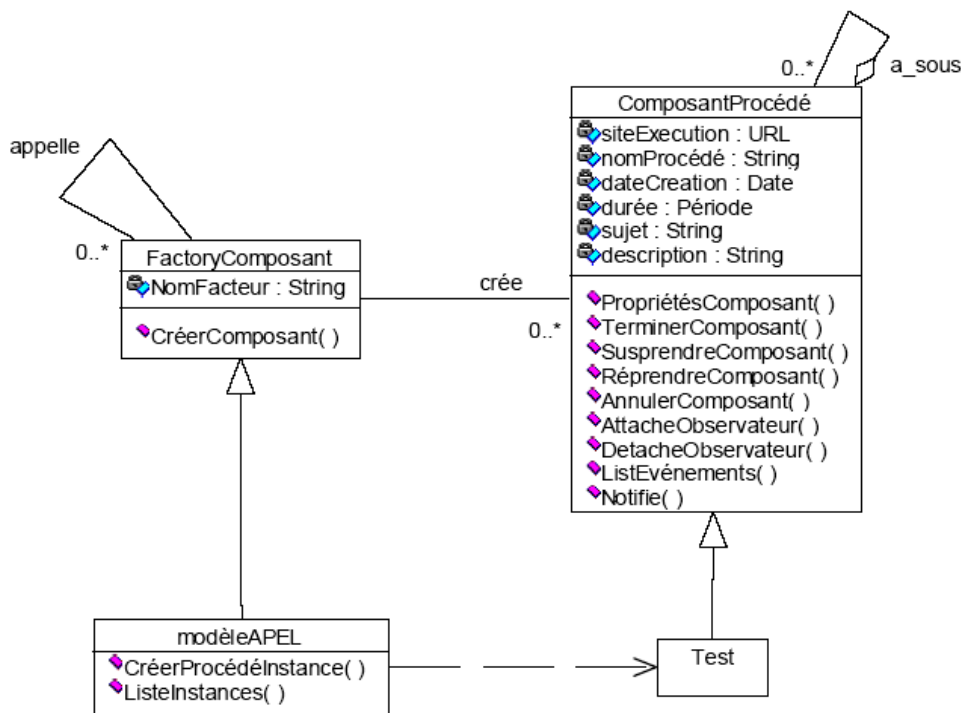 0..*
a_sous
ComposantProcédé
siteExecution : URL
nomProcédé : String
dateCreation : Date
durée : Période
sujet : String
description : String
PropriétésComposant( )
TerminerComposant( )
SusprendreComposant( )
RéprendreComposant( )
AnnulerComposant( )
AttacheObservateur( )
DetacheObservateur( )
ListEvénements( )
Notifie( )
appelle
0..*
FactoryComposant
NomFacteur : String
CréerComposant( )
crée
0..*
modèleAPEL
CréerProcédéInstance( )
ListeInstances( )
Test